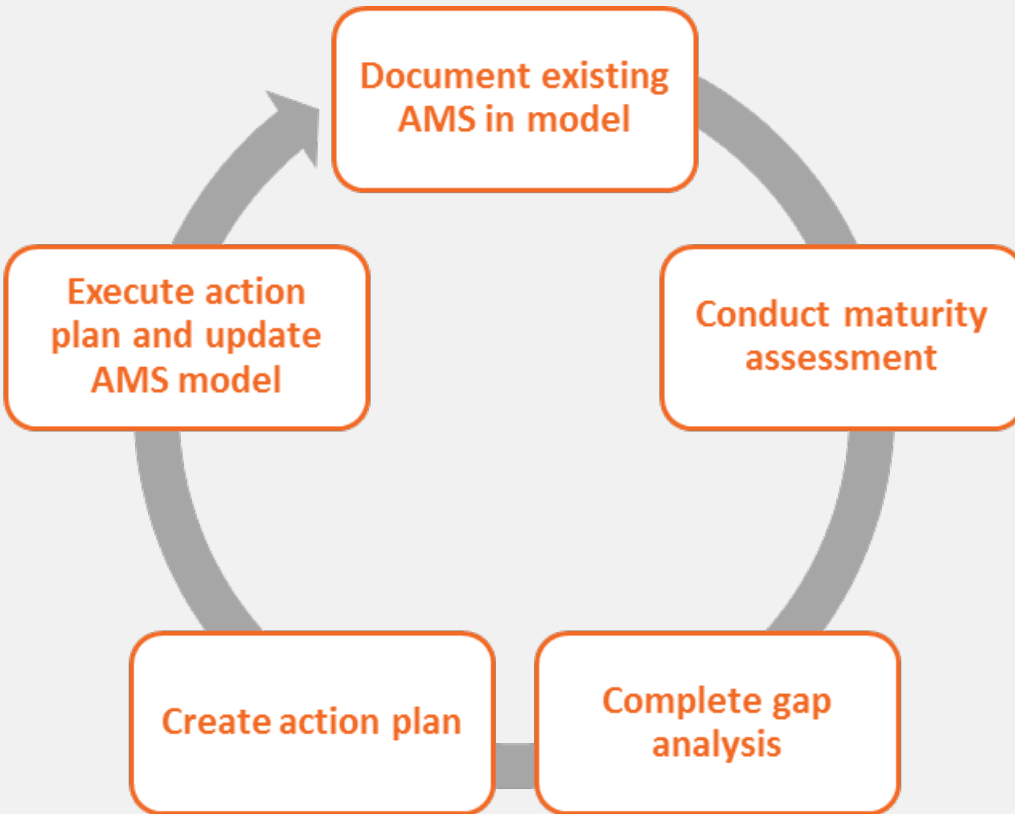 Document existing
AMS in model
Conduct maturity
assessment
Complete gap
analysis
Create action plan
Execute action
plan and update
AMS model